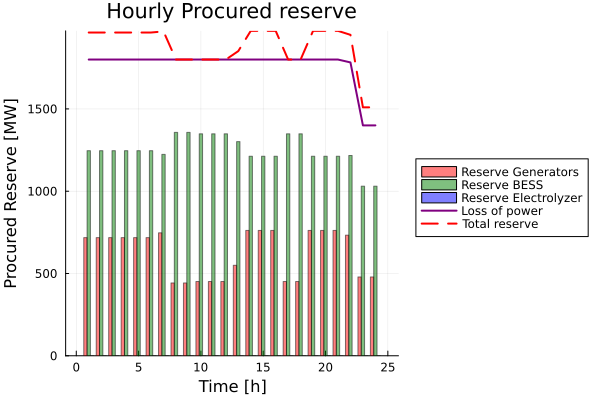 Hourly Procured reserve
Procured Reserve [MW]
1500
1000
500
0
0 5 10 15 20 25
Time [h]
Reserve Generators
Reserve BESS
Reserve Electrolyzer
Loss of power
Total reserve